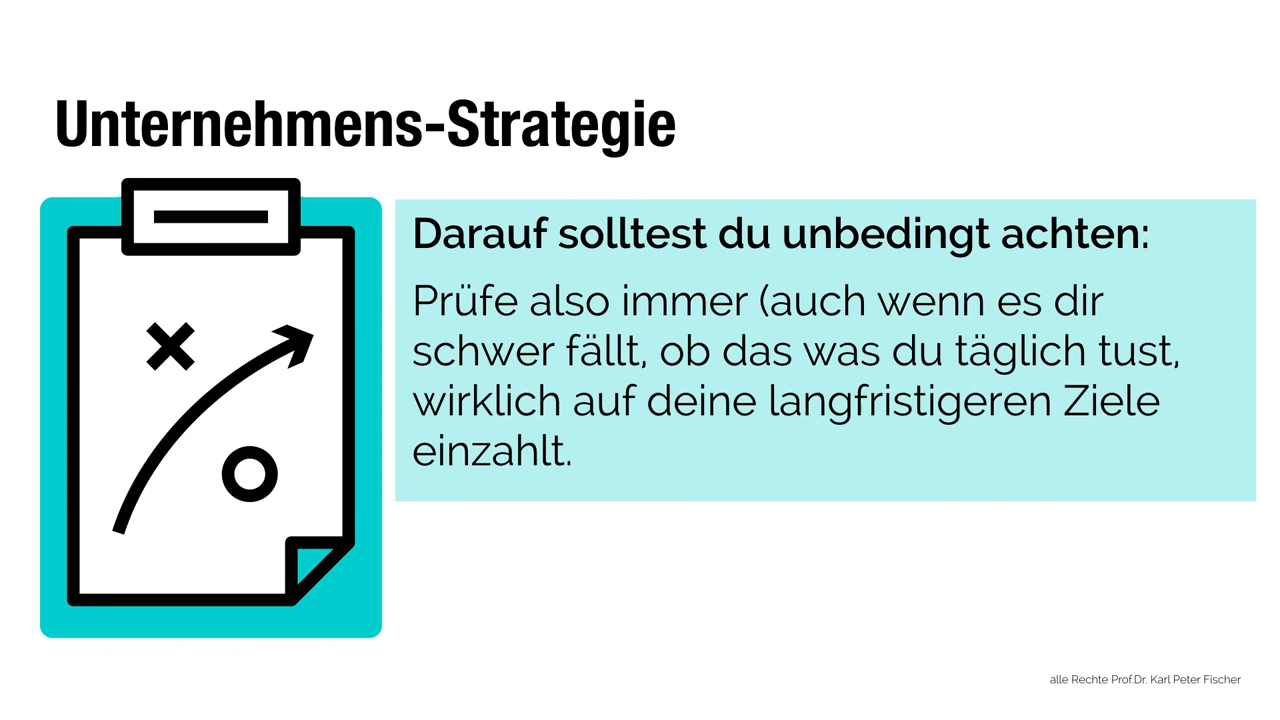 Unternehmens-Strategie
Darauf solltest du unbedingt achten:
Prüfe also immer (auch wenn es dir
schwer fällt, ob das was du täglich tust,
wirklich auf deine langfristigeren Ziele
einzahlt.
alle Rechte Prof.Dr. Karl Peter Fischer